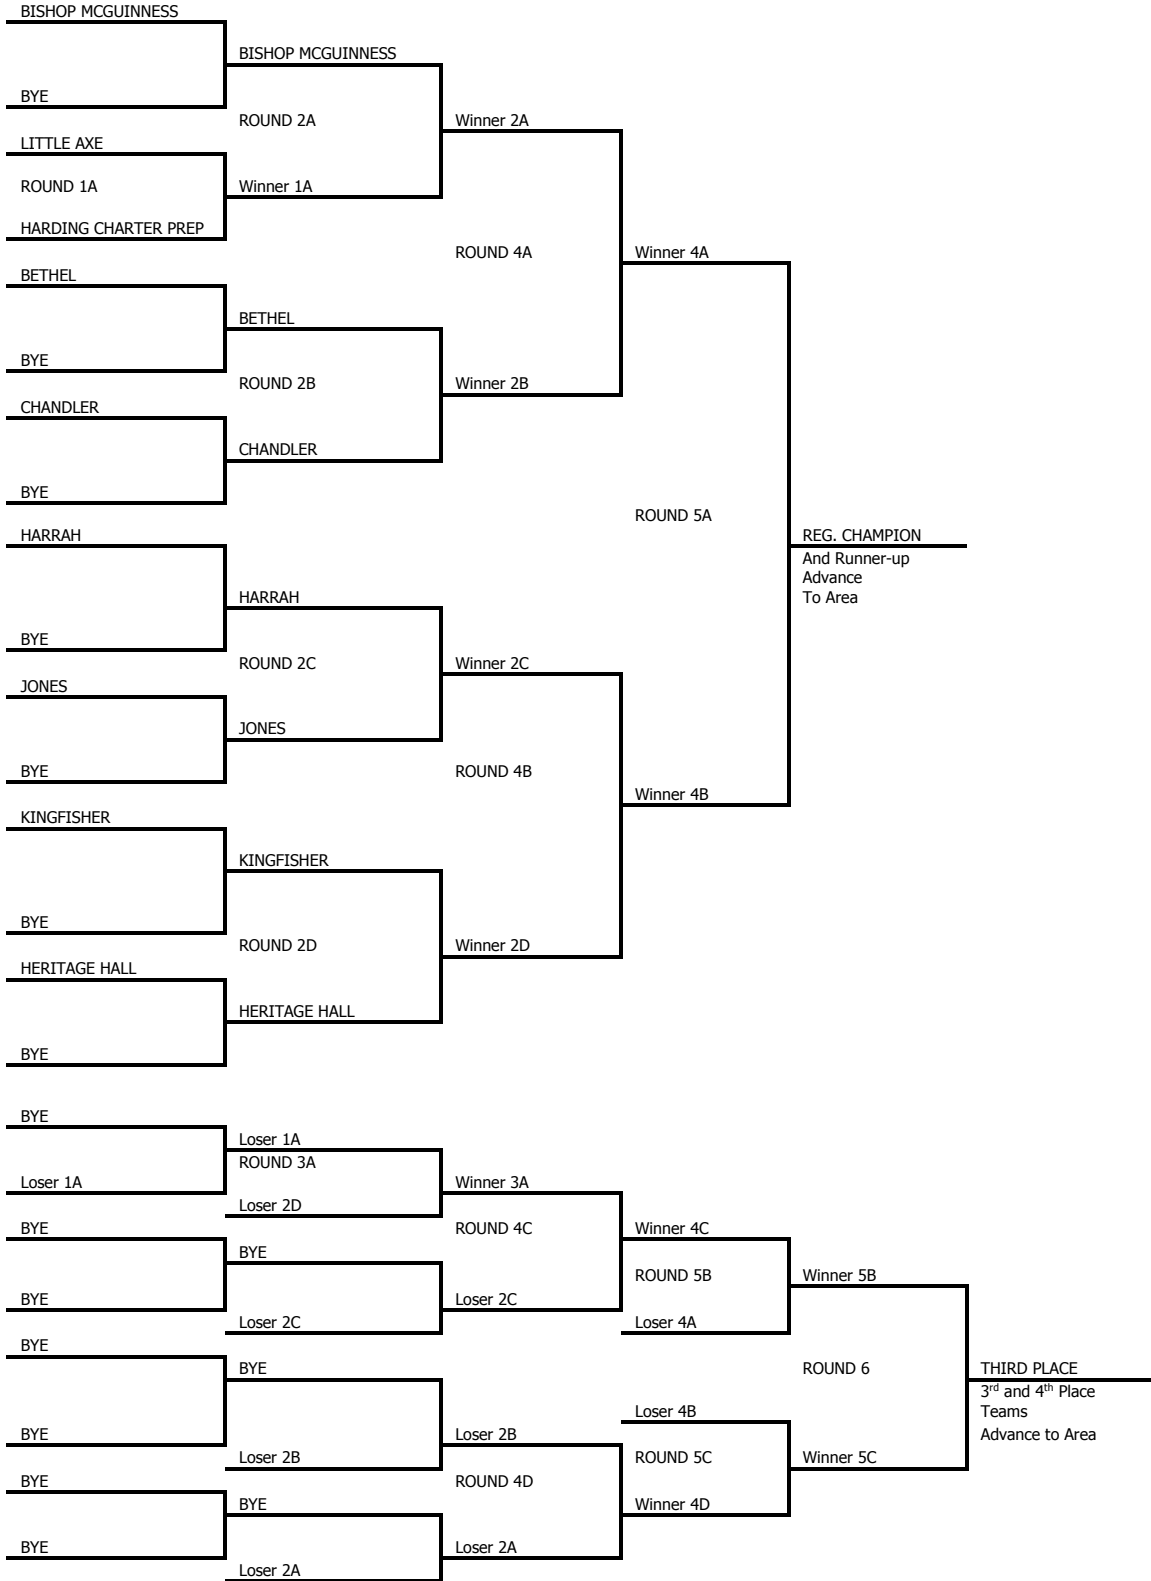 BISHOP MCGUINNESS
BISHOP MCGUINNESS
BYE
ROUND 2A
Winner 2A
LITTLE AXE
ROUND 1A
Winner 1A
HARDING CHARTER PREP
ROUND 4A
Winner 4A
BETHEL
BETHEL
BYE
ROUND 2B
Winner 2B
CHANDLER
CHANDLER
BYE
ROUND 5A
HARRAH
REG. CHAMPION
And Runner-up
Advance
To Area
HARRAH
BYE
ROUND 2C
Winner 2C
JONES
JONES
BYE
ROUND 4B
Winner 4B
KINGFISHER
KINGFISHER
BYE
ROUND 2D
Winner 2D
HERITAGE HALL
HERITAGE HALL
BYE
BYE
Loser 1A
ROUND 3A
Loser 1A
Winner 3A
Loser 2D
BYE
ROUND 4C
Winner 4C
BYE
ROUND 5B
Winner 5B
BYE
Loser 2C
Loser 2C
Loser 4A
BYE
BYE
ROUND 6
THIRD PLACE
3rd and 4th Place
Teams
Advance to Area
Loser 4B
BYE
Loser 2B
Loser 2B
ROUND 5C
Winner 5C
BYE
ROUND 4D
BYE
Winner 4D
BYE
Loser 2A
Loser 2A